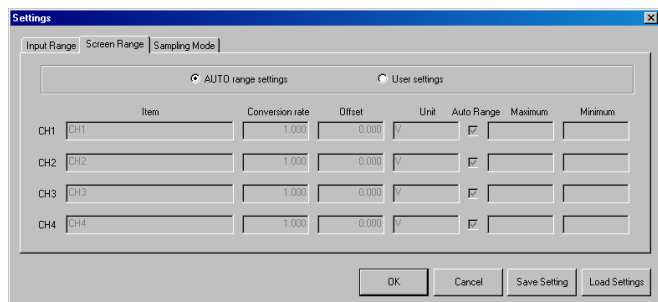 Settings
Input Range Screen Range Sampling Mode
AUTO range settings User settings
Item Conversion rate Offset Unit Auto Range Maximum Minimum
CH1 CH1 1.000 0.000 V
CH2 CH2 1.000 0.000 V
CH3 CH3 1.000 0.000 V
CH4 CH4 1.000 0.000 V
OK Cancel Save Setting Load Settings